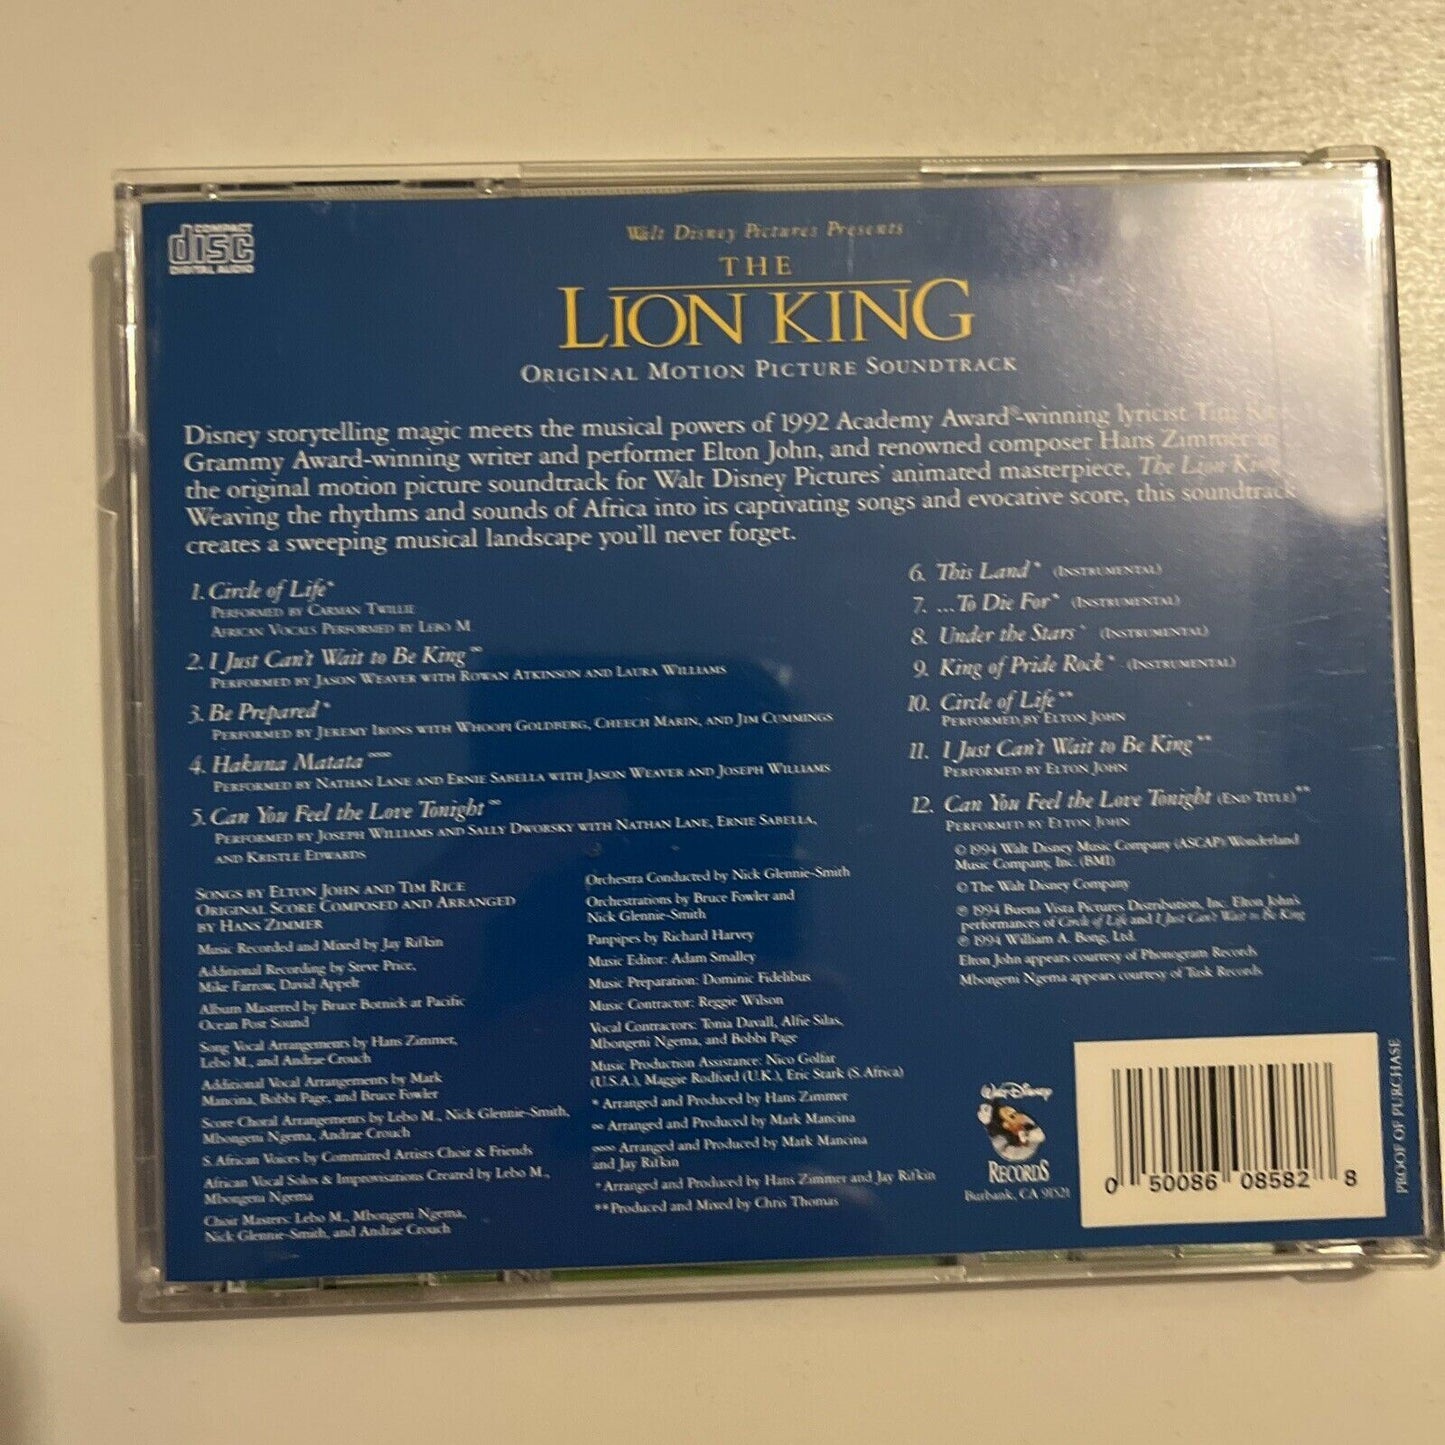 COMPACT
disc
DIGITAL AUDIO
Walt Disney Pictures Presents
THE
LION KING
ORIGINAL MOTION PICTURE SOUNDTRACK
Disney storytelling magic meets the musical powers of 1992 Academy Award®-winning lyricist Tim
Grammy Award-winning writer and performer Elton John, and renowned composer Hans Zimmer in
the original motion picture soundtrack for Walt Disney Pictures' animated masterpiece, The Lion King
Weaving the rhythms and sounds of Africa into its captivating songs and evocative score, this soundtrack
creates a sweeping musical landscape you'll never forget.
1. Circle of Life*
PERFORMED BY CARMAN TWILLIE
AFRICAN VOCALS PERFORMED BY LEBO M
2. I Just Can't Wait to Be King∞
PERFORMED BY JASON WEAVER WITH ROWAN ATKINSON AND LAURA WILLIAMS
3. Be Prepared*
PERFORMED BY JEREMY IRONS WITH WHOOPI GOLDBERG, CHEECH MARIN, AND JIM CUMMINGS
4. Hakuna Matata∞∞
PERFORMED BY NATHAN LANE AND ERNIE SABELLA WITH JASON WEAVER AND JOSEPH WILLIAMS
5. Can You Feel the Love Tonight∞
PERFORMED BY JOSEPH WILLIAMS AND SALLY DWORSKY WITH NATHAN LANE, ERNIE SABELLA,
AND KRISTLE EDWARDS
6. This Land* (INSTRUMENTAL)
7. ...To Die For* (INSTRUMENTAL)
8. Under the Stars* (INSTRUMENTAL)
9. King of Pride Rock* (INSTRUMENTAL)
10. Circle of Life**
PERFORMED BY ELTON JOHN
11. I Just Can't Wait to Be King**
PERFORMED BY ELTON JOHN
12. Can You Feel the Love Tonight (END TITLE)**
PERFORMED BY ELTON JOHN
SONGS BY ELTON JOHN AND TIM RICE
ORIGINAL SCORE COMPOSED AND ARRANGED
BY HANS ZIMMER
Music Recorded and Mixed by Jay Rifkin
Additional Recording by Steve Price,
Mike Farrow, David Appelt
Album Mastered by Bruce Botnick at Pacific
Ocean Post Sound
Song Vocal Arrangements by Hans Zimmer,
Lebo M., and Andrae Crouch
Additional Vocal Arrangements by Mark
Mancina, Bobbi Page, and Bruce Fowler
Score Choral Arrangements by Lebo M., Nick Glennie-Smith,
Mbongeni Ngema, Andrae Crouch
S. African Voices by Committed Artists Choir & Friends
African Vocal Solos & Improvisations Created by Lebo M.,
Mbongeni Ngema
Choir Masters: Lebo M., Mbongeni Ngema,
Nick Glennie-Smith, and Andrae Crouch
Orchestra Conducted by Nick Glennie-Smith
Orchestrations by Bruce Fowler and
Nick Glennie-Smith
Panpipes by Richard Harvey
Music Editor: Adam Smalley
Music Preparation: Dominic Fidelibus
Music Contractor: Reggie Wilson
Vocal Contractors: Tonia Davall, Alfie Silas,
Mbongeni Ngema, and Bobbi Page
Music Production Assistance: Nico Golfar
(U.S.A.), Maggie Rodford (U.K.), Eric Stark (S. Africa)
* Arranged and Produced by Hans Zimmer
∞ Arranged and Produced by Mark Mancina
∞∞ Arranged and Produced by Mark Mancina
and Jay Rifkin
+ Arranged and Produced by Hans Zimmer and Jay Rifkin
** Produced and Mixed by Chris Thomas
© 1994 Walt Disney Music Company (ASCAP)/Wonderland
Music Company, Inc. (BMI)
© The Walt Disney Company
℗ 1994 Buena Vista Pictures Distribution, Inc. Elton John's
performances of Circle of Life and I Just Can't Wait to Be King
℗ 1994 William A. Bong, Ltd.
Elton John appears courtesy of Phonogram Records
Mbongeni Ngema appears courtesy of Tusk Records
Walt Disney
RECORDS
Burbank, CA 91521
0 50086 08582 8
PROOF OF PURCHASE